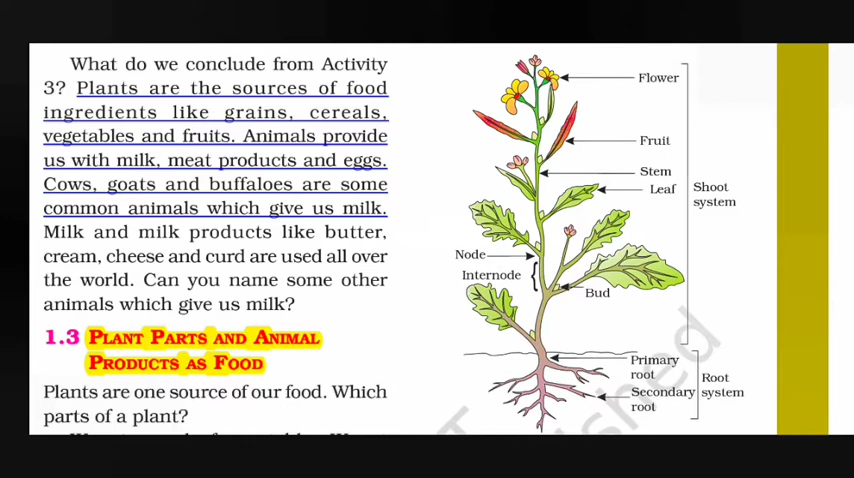 What do we conclude from Activity
3? Plants are the sources of food
ingredients like grains, cereals,
vegetables and fruits. Animals provide
us with milk, meat products and eggs.
Cows, goats and buffaloes are some
common animals which give us milk.
Milk and milk products like butter,
cream, cheese and curd are used all over
the world. Can you name some other
animals which give us milk?
1.3 PLANT PARTS AND ANIMAL
PRODUCTS AS FOOD
Plants are one source of our food. Which
parts of a plant?
Flower
Fruit
Stem
Leaf
Shoot
system
Node
Internode
Bud
Primary
root
Secondary
root
Root
system